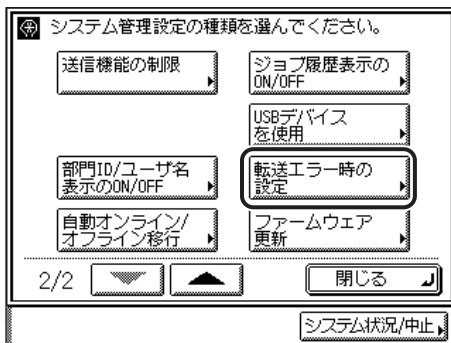 システム管理設定の種類を選んでください。
送信機能の制限
ジョブ履歴表示の
ON/OFF
USBデバイス
を使用
部門ID/ユーザ名
表示のON/OFF
転送エラー時の
設定
自動オンライン/
オフライン移行
ファームウェア
更新
2/2
閉じる
システム状況/中止